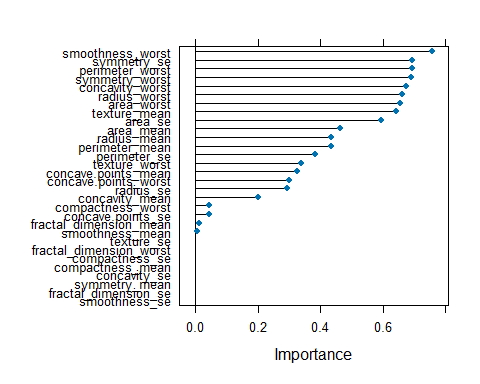 smoothness_worst
symmetry_se
perimeter_worst
symmetry_worst
concavity_worst
radius_worst
area_worst
texture_mean
area_se
area_mean
radius_mean
perimeter_mean
perimeter_se
texture_worst
concave.points_mean
concave.points_worst
radius_se
concavity_mean
compactness_worst
concave.points_se
fractal_dimension_mean
smoothness_mean
texture_se
fractal_dimension_worst
compactness_se
compactness_mean
concavity_se
symmetry_mean
fractal_dimension_se
smoothness_se
0.0 0.2 0.4 0.6
Importance